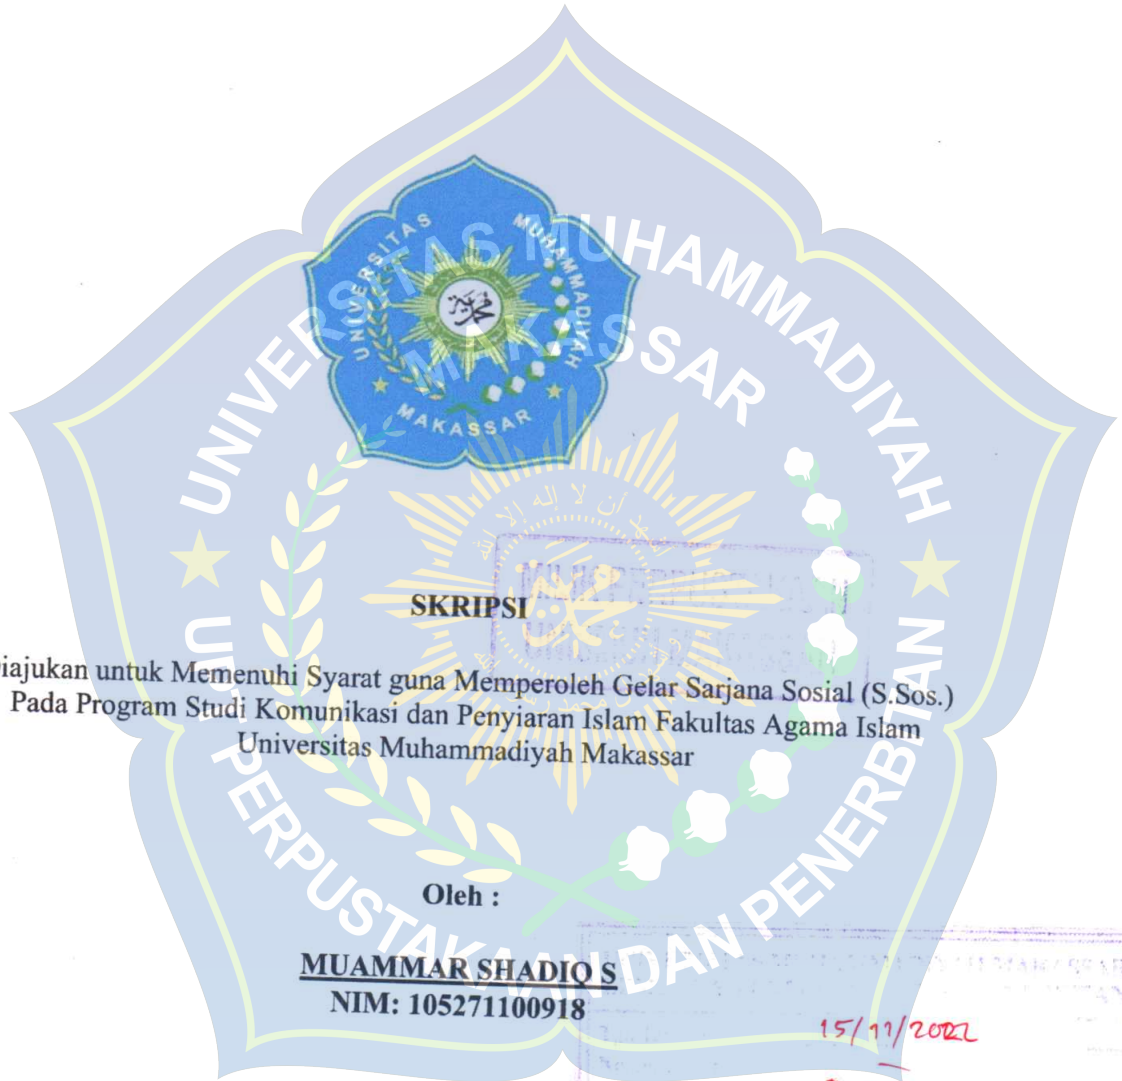 UNIVERSITAS MUHAMMADIYAH
MAKASSAR
UNIVERSITAS MUHAMMADIYAH
MAKASSAR
SKRIPSI
iajukan untuk Memenuhi Syarat guna Memperoleh Gelar Sarjana Sosial (S.Sos.)
Pada Program Studi Komunikasi dan Penyiaran Islam Fakultas Agama Islam
Universitas Muhammadiyah Makassar
Oleh :
MUAMMAR SHADIQ S
NIM: 105271100918
15/11/2022
UPT PERPUSTAKAAN DAN PENERBITAN